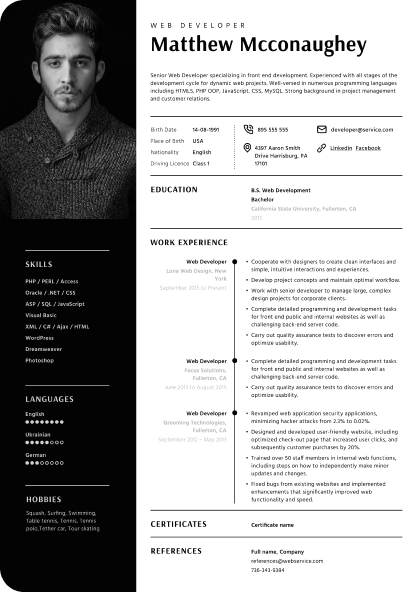 WEB DEVELOPER
Matthew Mcconaughey
Senior Web Developer specializing in front end development. Experienced with all stages of the
development cycle for dynamic web projects. Well-versed in numerous programming languages
including HTML5, PHP OOP, JavaScript, CSS, MySQL. Strong background in project management
and customer relations.
Birth Date 14-08-1991
Place of Birth USA
Nationality English
Driving Licence Class 1
895 555 555
4397 Aaron Smith
Drive Harrisburg, PA
17101
developer@service.com
Linkedin Facebook
EDUCATION
B.S. Web Development
Bachelor
California State University, Fullerton, CA
2015
WORK EXPERIENCE
Web Developer
Luna Web Design, New
York
September 2015 to Present
• Cooperate with designers to create clean interfaces and
simple, intuitive interactions and experiences.
• Develop project concepts and maintain optimal workflow.
• Work with senior developer to manage large, complex
design projects for corporate clients.
• Complete detailed programming and development tasks
for front end public and internal websites as well as
challenging back-end server code.
• Carry out quality assurance tests to discover errors and
optimize usability.
Web Developer
Focus Solutions,
Fullerton, CA
June 2013 to August 2015
• Complete detailed programming and development tasks
for front end public and internal websites as well as
challenging back-end server code.
• Carry out quality assurance tests to discover errors and
optimize usability.
Web Developer
Grooming Technologies,
Fullerton, CA
September 2012 – May 2013
• Revamped web application security applications,
minimizing hacker attacks from 2.3% to 0.02%.
• Designed and developed user-friendly website, including
optimized check-out page that increased user clicks, and
subsequently customer purchases by 20%.
• Trained over 50 staff members in internal web functions,
including steps on how to independently make minor
updates and changes.
• Fixed bugs from existing websites and implemented
enhancements that significantly improved web
functionality and speed.
CERTIFICATES
Certificate name
REFERENCES
Full name, Company
references@webservice.com
736-343-9384
SKILLS
PHP / PERL / Access
Oracle / .NET / CSS
ASP / SQL / JavaScript
Visual Basic
XML / C# / Ajax / HTML
WordPress
Dreamweaver
Photoshop
LANGUAGES
English
Ubrainian
German
HOBBIES
Squash, Surfing, Swimming,
Table tennis, Tennis, Tennis
polo,Tether car, Tour skating